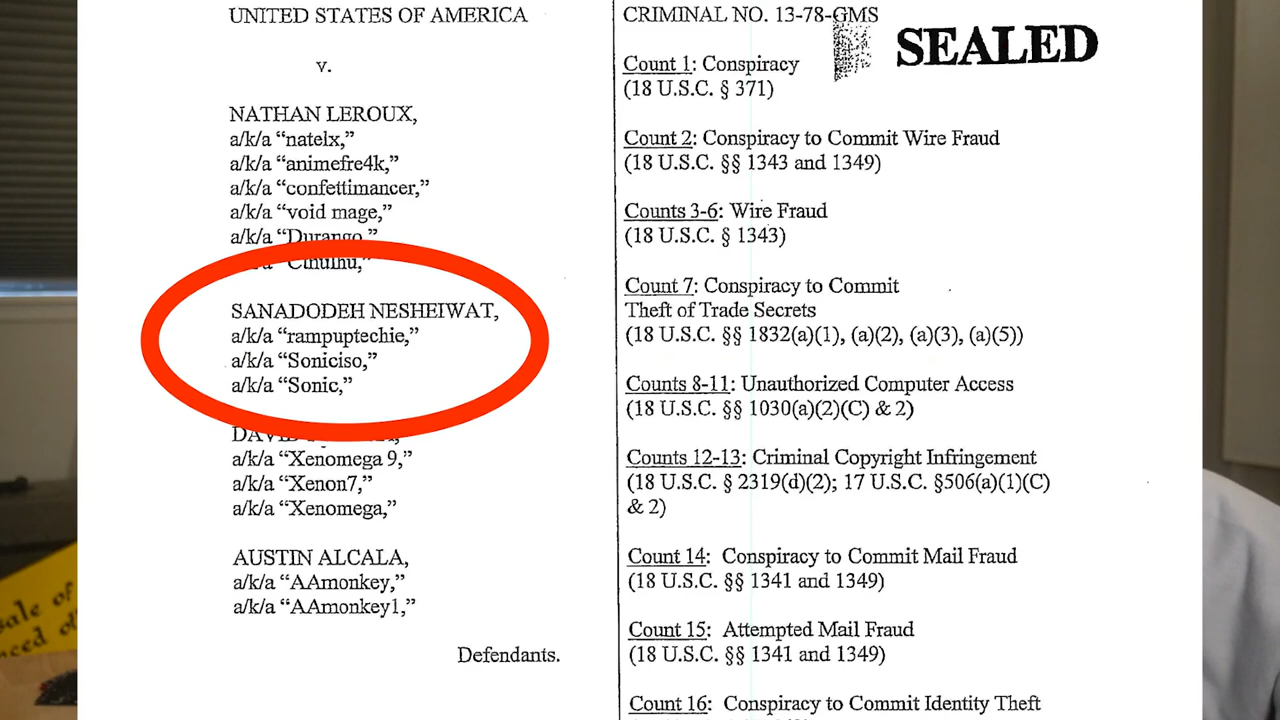 UNITED STATES OF AMERICA
v.
NATHAN LEROUX,
a/k/a “natelx,”
a/k/a “animefre4k,”
a/k/a “confettimancer,”
a/k/a “void mage,”
a/k/a “Durango,”
a/k/a “Cthulhu,”
SANADODEH NESHEIWAT,
a/k/a “rampuptechie,”
a/k/a “Soniciso,”
a/k/a “Sonic,”
DAVID
a/k/a “Xenomega 9,”
a/k/a “Xenon7,”
a/k/a “Xenomega,”
AUSTIN ALCALA,
a/k/a “AAmonkey,”
a/k/a “AAmonkey1,”
Defendants.
CRIMINAL NO. 13-78-GMS
SEALED
Count 1: Conspiracy
(18 U.S.C. § 371)
Count 2: Conspiracy to Commit Wire Fraud
(18 U.S.C. §§ 1343 and 1349)
Counts 3-6: Wire Fraud
(18 U.S.C. § 1343)
Count 7: Conspiracy to Commit
Theft of Trade Secrets
(18 U.S.C. §§ 1832(a)(1), (a)(2), (a)(3), (a)(5))
Counts 8-11: Unauthorized Computer Access
(18 U.S.C. §§ 1030(a)(2)(C) & 2)
Counts 12-13: Criminal Copyright Infringement
(18 U.S.C. § 2319(d)(2); 17 U.S.C. §506(a)(1)(C)
& 2)
Count 14: Conspiracy to Commit Mail Fraud
(18 U.S.C. §§ 1341 and 1349)
Count 15: Attempted Mail Fraud
(18 U.S.C. §§ 1341 and 1349)
Count 16: Conspiracy to Commit Identity Theft
of